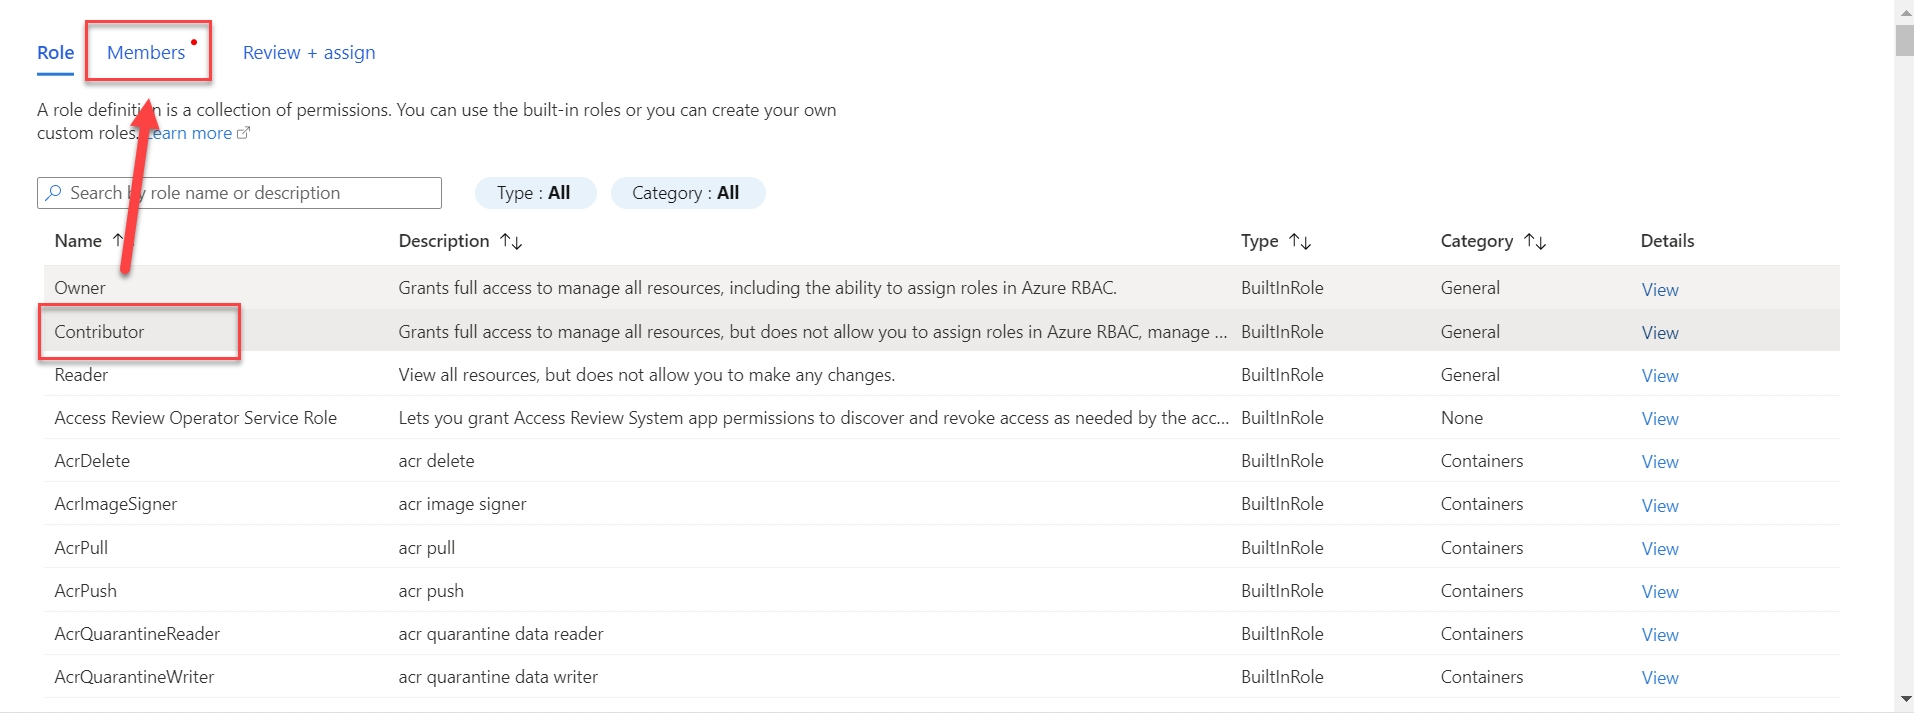 Role Members Review + assign
A role definition is a collection of permissions. You can use the built-in roles or you can create your own
custom roles. Learn more
Search by role name or description Type : All Category : All
Name Description Type Category Details
Owner Grants full access to manage all resources, including the ability to assign roles in Azure RBAC. BuiltInRole General View
Contributor Grants full access to manage all resources, but does not allow you to assign roles in Azure RBAC, manage ... BuiltInRole General View
Reader View all resources, but does not allow you to make any changes. BuiltInRole General View
Access Review Operator Service Role Lets you grant Access Review System app permissions to discover and revoke access as needed by the acc... BuiltInRole None View
AcrDelete acr delete BuiltInRole Containers View
AcrImageSigner acr image signer BuiltInRole Containers View
AcrPull acr pull BuiltInRole Containers View
AcrPush acr push BuiltInRole Containers View
AcrQuarantineReader acr quarantine data reader BuiltInRole Containers View
AcrQuarantineWriter acr quarantine data writer BuiltInRole Containers View